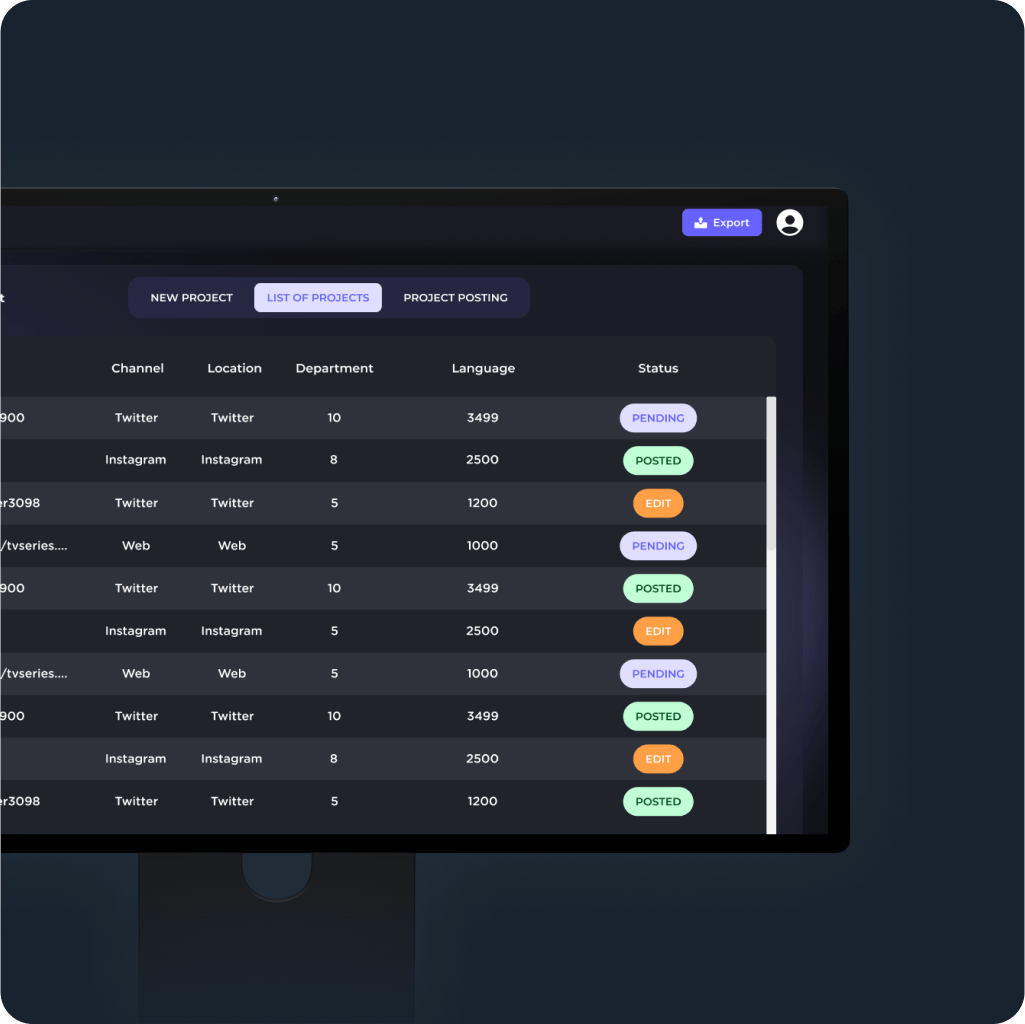 Export
t NEW PROJECT LIST OF PROJECTS PROJECT POSTING
Channel Location Department Language Status
900 Twitter Twitter 10 3499 PENDING
Instagram Instagram 8 2500 POSTED
er3098 Twitter Twitter 5 1200 EDIT
/tvseries.... Web Web 5 1000 PENDING
900 Twitter Twitter 10 3499 POSTED
Instagram Instagram 5 2500 EDIT
/tvseries.... Web Web 5 1000 PENDING
900 Twitter Twitter 10 3499 POSTED
Instagram Instagram 8 2500 EDIT
er3098 Twitter Twitter 5 1200 POSTED